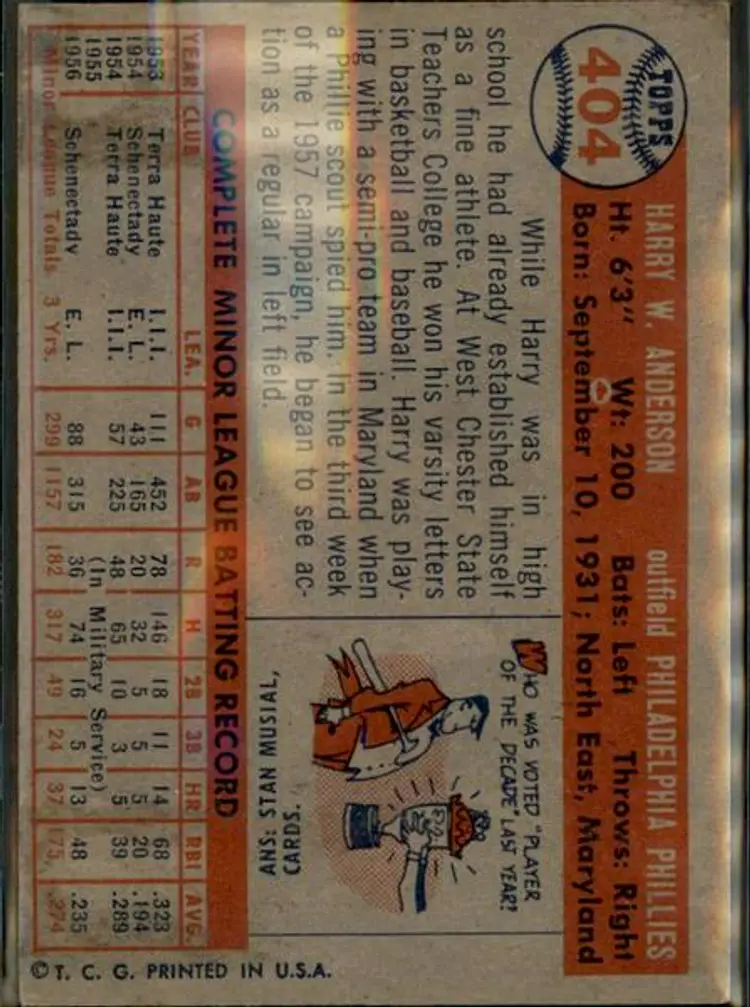 TOPPS
404
HARRY W. ANDERSON outfield PHILADELPHIA PHILLIES
Ht. 6'3" Wt: 200 Bats: Left Throws: Right
Born: September 10, 1931; North East, Maryland
While Harry was in high
school he had already established himself
as a fine athlete. At West Chester State
Teachers College he won his varsity letters
in basketball and baseball. Harry was play-
ing with a semi-pro team in Maryland when
a Phillie scout spied him. In the third week
of the 1957 campaign, he began to see ac-
tion as a regular in left field.
WHO WAS VOTED "PLAYER
OF THE DECADE" LAST YEAR?
ANS: STAN MUSIAL,
CARDS.
COMPLETE MINOR LEAGUE BATTING RECORD
YEAR CLUB LEA. G AB R H 2B 3B HR RBI AVG.
1953 Terra Haute I.I.I. 111 452 78 146 18 11 14 68 .323
1954 Schenectady E. L. 43 165 20 32 5 5 5 20 .194
1954 Terra Haute I.I.I. 57 225 48 65 10 3 5 39 .289
1955 (In Military Service)
1956 Schenectady E. L. 88 315 36 74 16 5 13 48 .235
Minor League Totals 3 Yrs. 299 1157 182 317 49 24 37 175 .274
© T. C. G. PRINTED IN U.S.A.